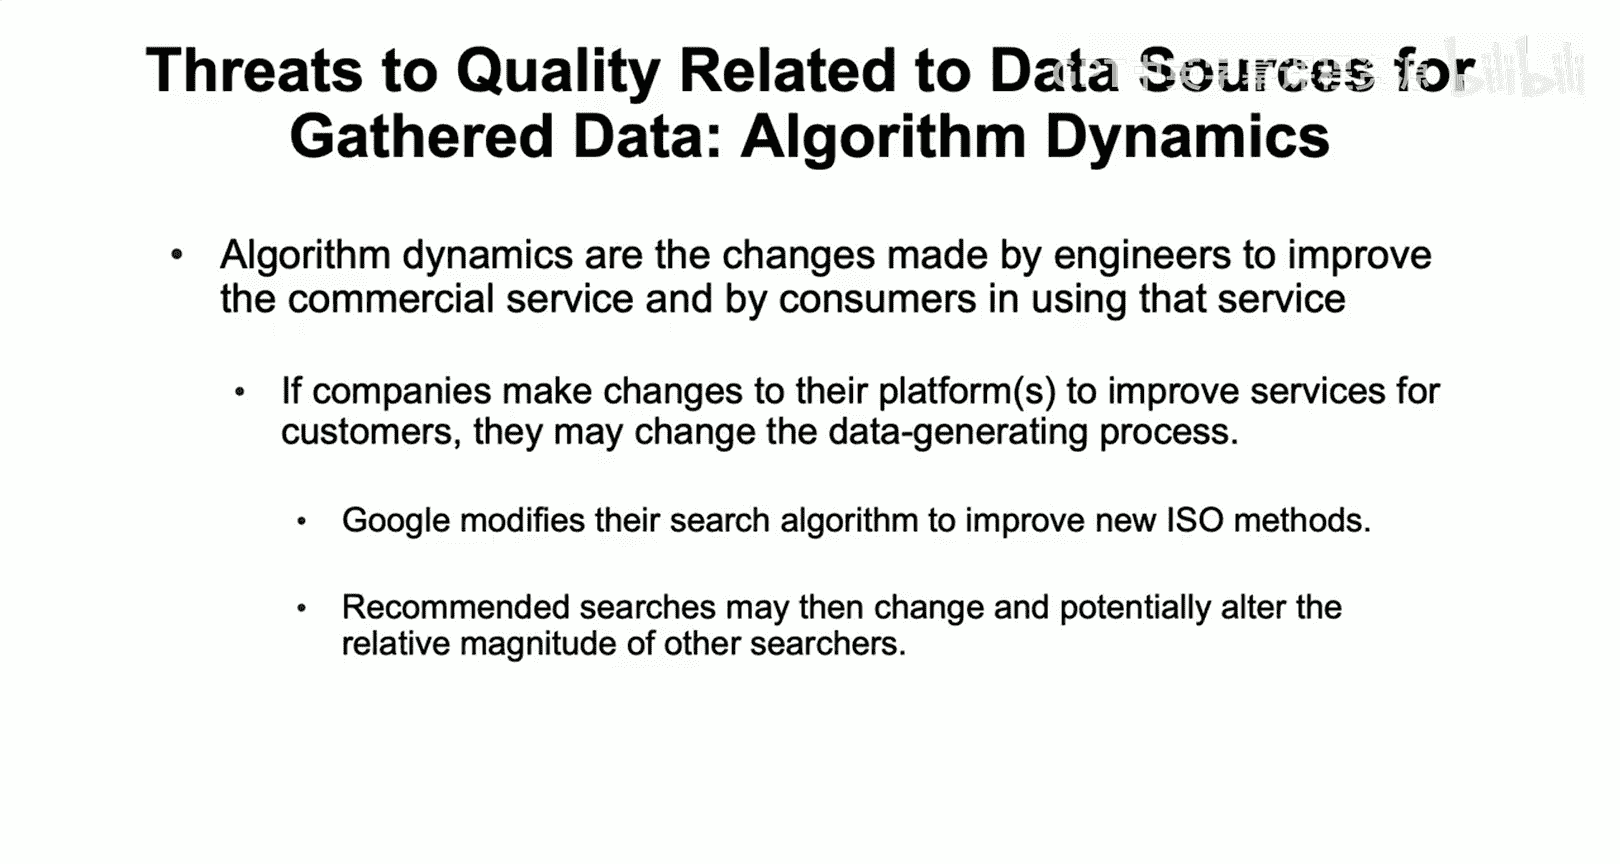 Threats to Quality Related to Data Sources for
Gathered Data: Algorithm Dynamics
bilibili
• Algorithm dynamics are the changes made by engineers to improve
the commercial service and by consumers in using that service
• If companies make changes to their platform(s) to improve services for
customers, they may change the data-generating process.
• Google modifies their search algorithm to improve new ISO methods.
• Recommended searches may then change and potentially alter the
relative magnitude of other searchers.